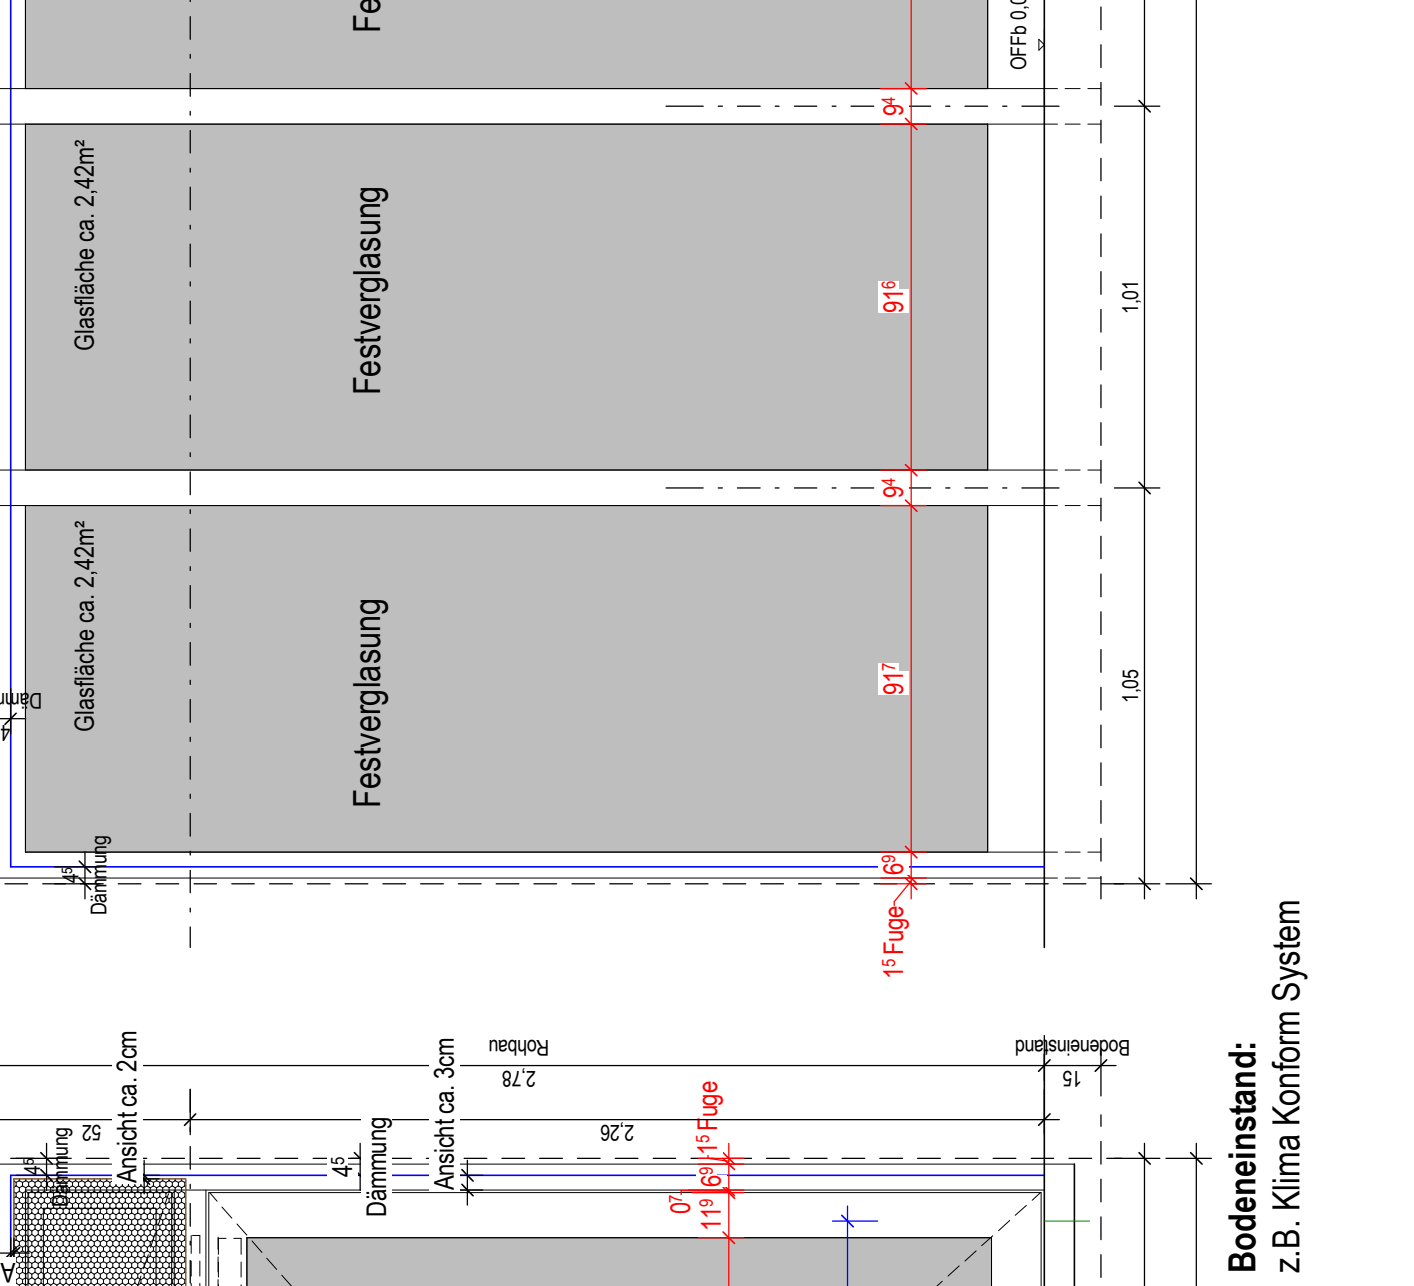 Fe
OFFb 0,0
9⁴
Glasfläche ca. 2,42m²
Festverglasung
91⁶
1,01
9⁴
Glasfläche ca. 2,42m²
Festverglasung
91⁷
1,05
4
4⁵
Dämmung
6⁹
1⁵ Fuge
Rohbau
2,78
Bodeneinstand
15
52
2,26
4⁵
Dämmung
Ansicht ca. 2cm
4⁵
Dämmung
Ansicht ca. 3cm
1⁵ Fuge
6⁹
0⁷
11⁹
A
Bodeneinstand:
z.B. Klima Konform System